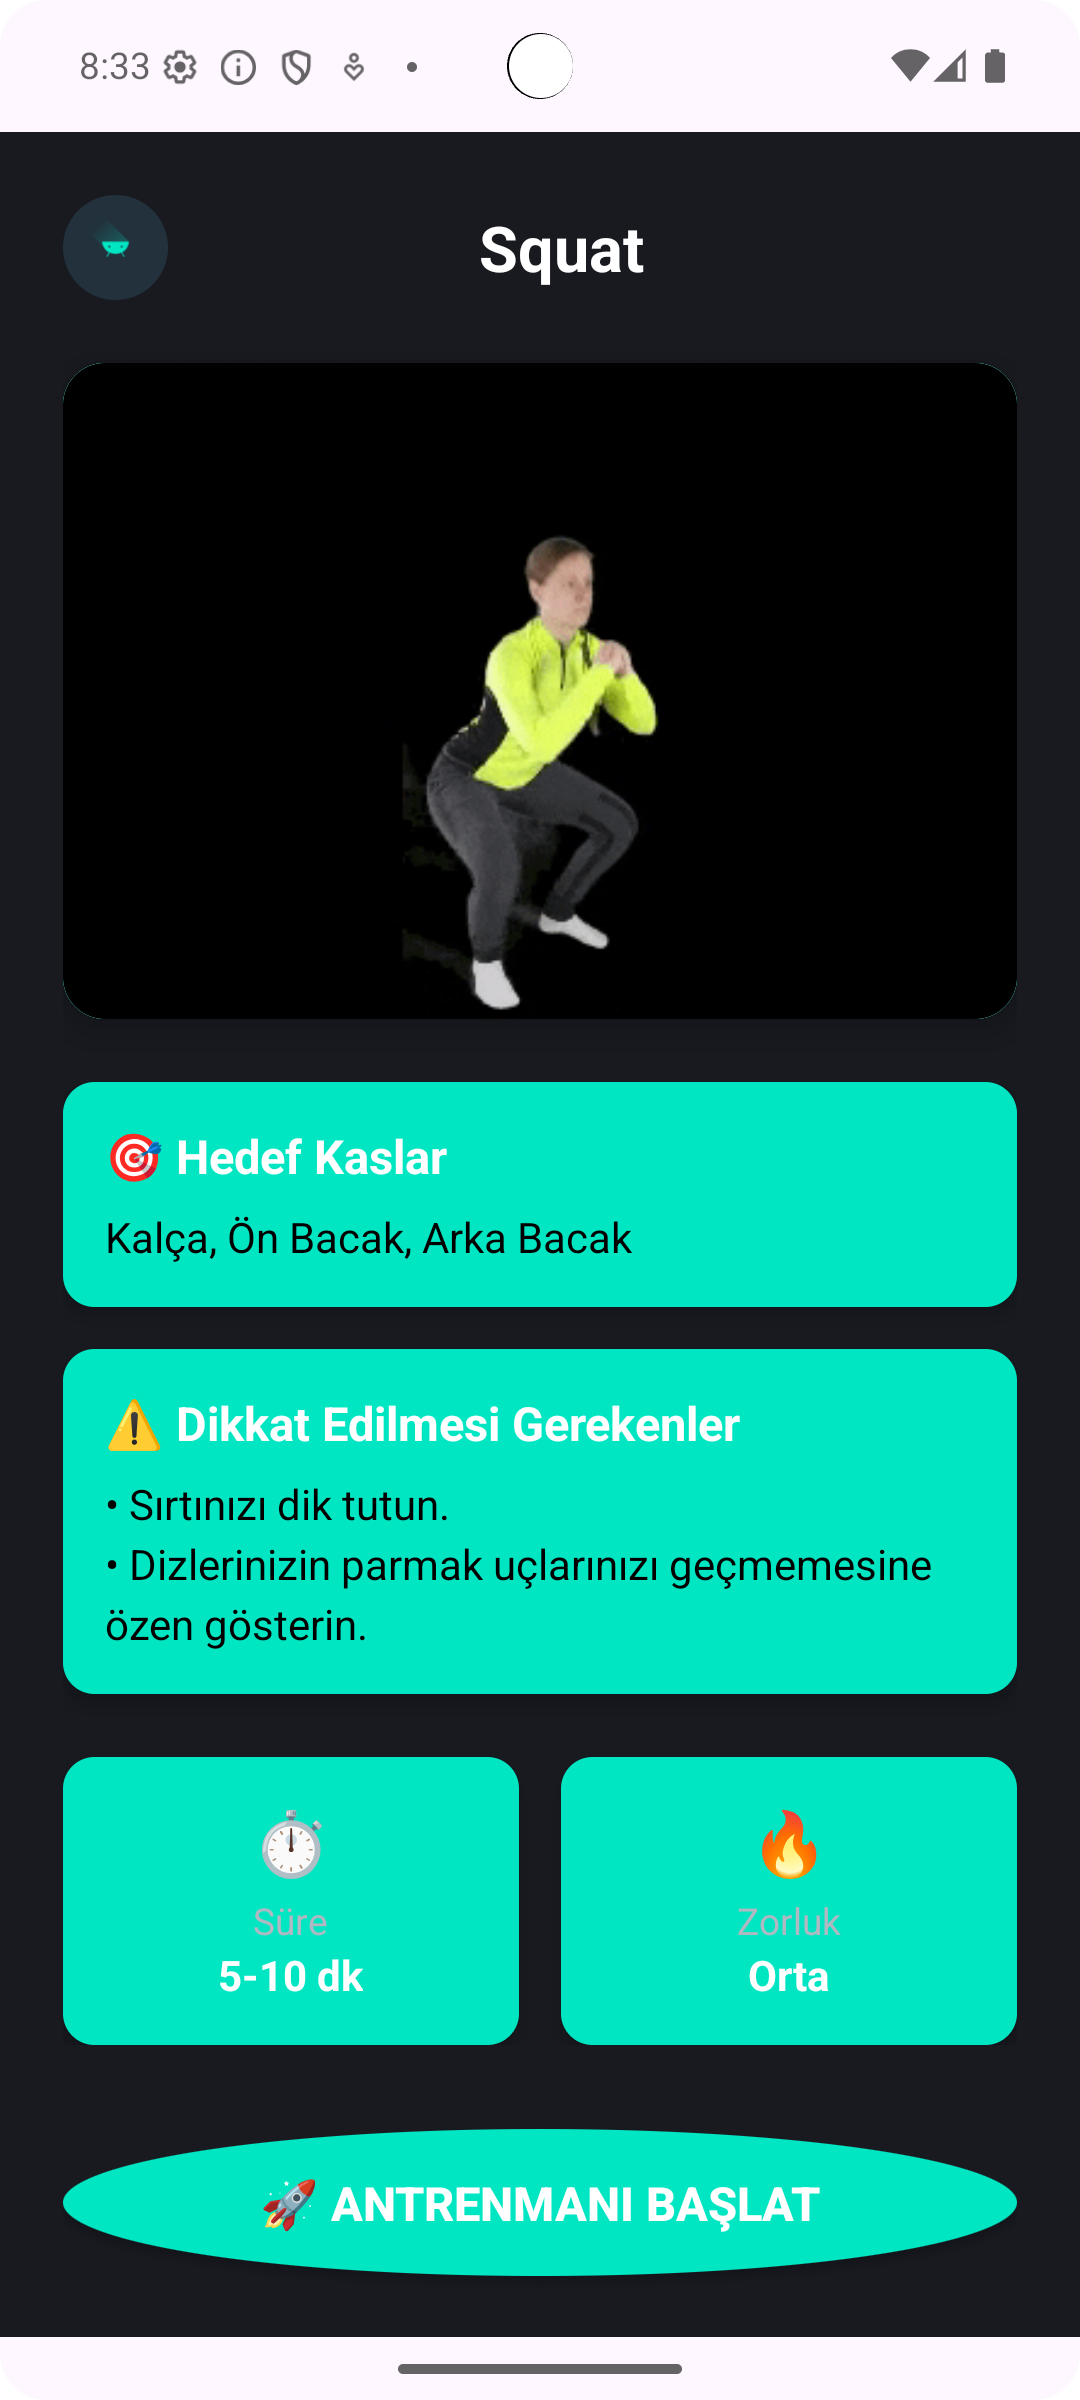 8:33
Squat
🎯 Hedef Kaslar
Kalça, Ön Bacak, Arka Bacak
⚠️ Dikkat Edilmesi Gerekenler
• Sırtınızı dik tutun.
• Dizlerinizin parmak uçlarınızı geçmemesine
özen gösterin.
Süre
5-10 dk
Zorluk
Orta
🚀 ANTRENMANI BAŞLAT